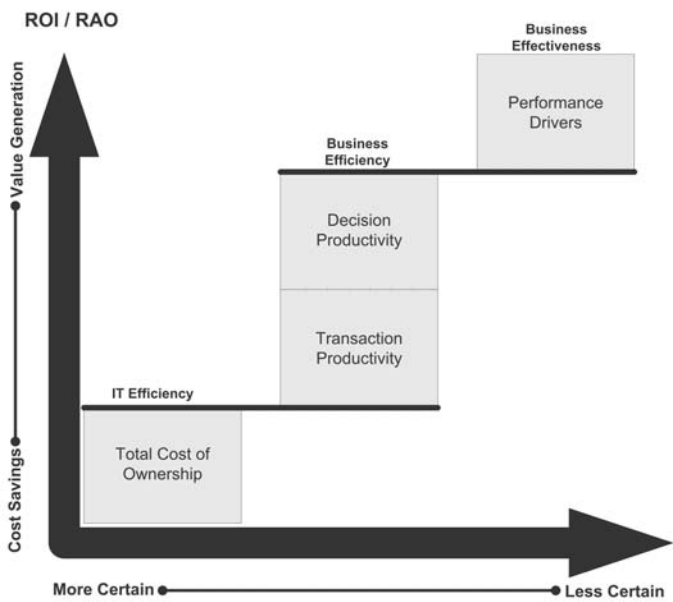 ROI / RAO
Business
Effectiveness
Performance
Drivers
Value Generation
Business
Efficiency
Decision
Productivity
Transaction
Productivity
IT Efficiency
Total Cost of
Ownership
Cost Savings
More Certain
Less Certain